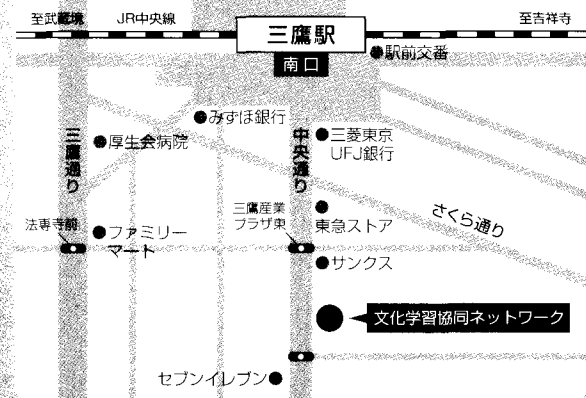 至武蔵境
JR中央線
三鷹駅
至吉祥寺
南口
駅前交番
みずほ銀行
三鷹通り
厚生会病院
中央通り
三菱東京
UFJ銀行
法専寺前
ファミリー
マート
三鷹産業
プラザ東
東急ストア
さくら通り
サンクス
文化学習協同ネットワーク
セブンイレブン